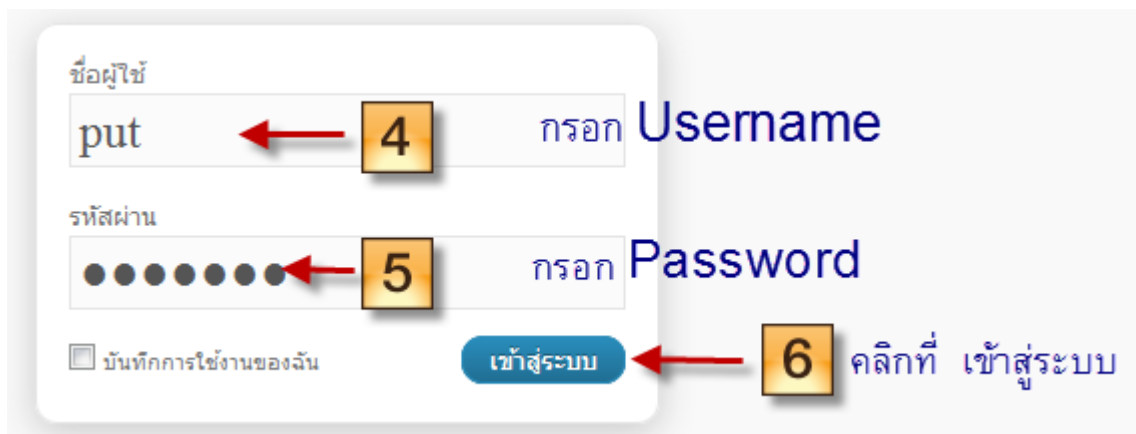 ชื่อผู้ใช้
put 4 กรอก Username
รหัสผ่าน
●●●●●●● 5 กรอก Password
บันทึกการใช้งานของฉัน เข้าสู่ระบบ 6 คลิกที่ เข้าสู่ระบบ